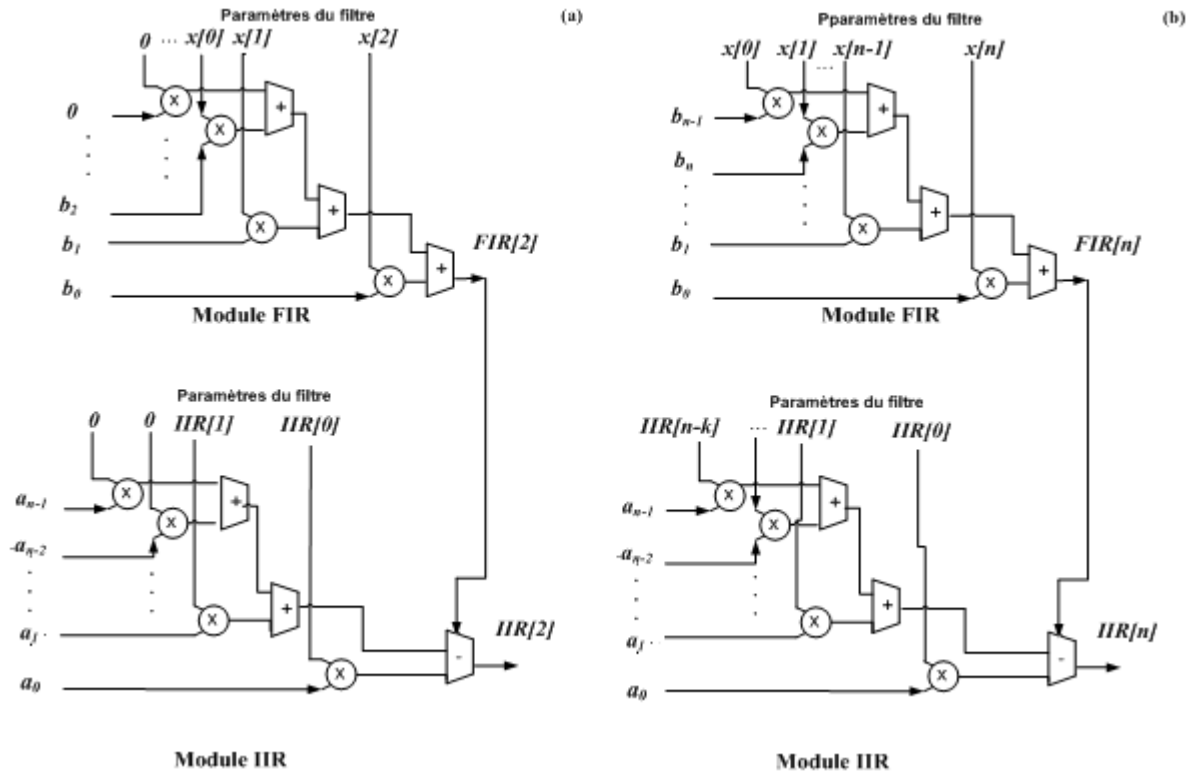 Paramètres du filtre
(a)
0 ... x[0] x[1] x[2]
X
+
0
X
b2
+
b1
X
FIR[2]
+
b0
X
Module FIR
Paramètres du filtre
0 0 IIR[1] IIR[0]
X
+
an-1
X
-an-2
+
X
a1
IIR[2]
-
X
a0
Module IIR
Pparamètres du filtre
(b)
x[0] x[1] ... x[n-1] x[n]
X
+
bn-1
X
bn
+
b1
X
FIR[n]
+
b0
X
Module FIR
Paramètres du filtre
IIR[n-k] ... IIR[1] IIR[0]
X
+
an-1
X
-an-2
+
X
a1
IIR[n]
-
X
a0
Module IIR